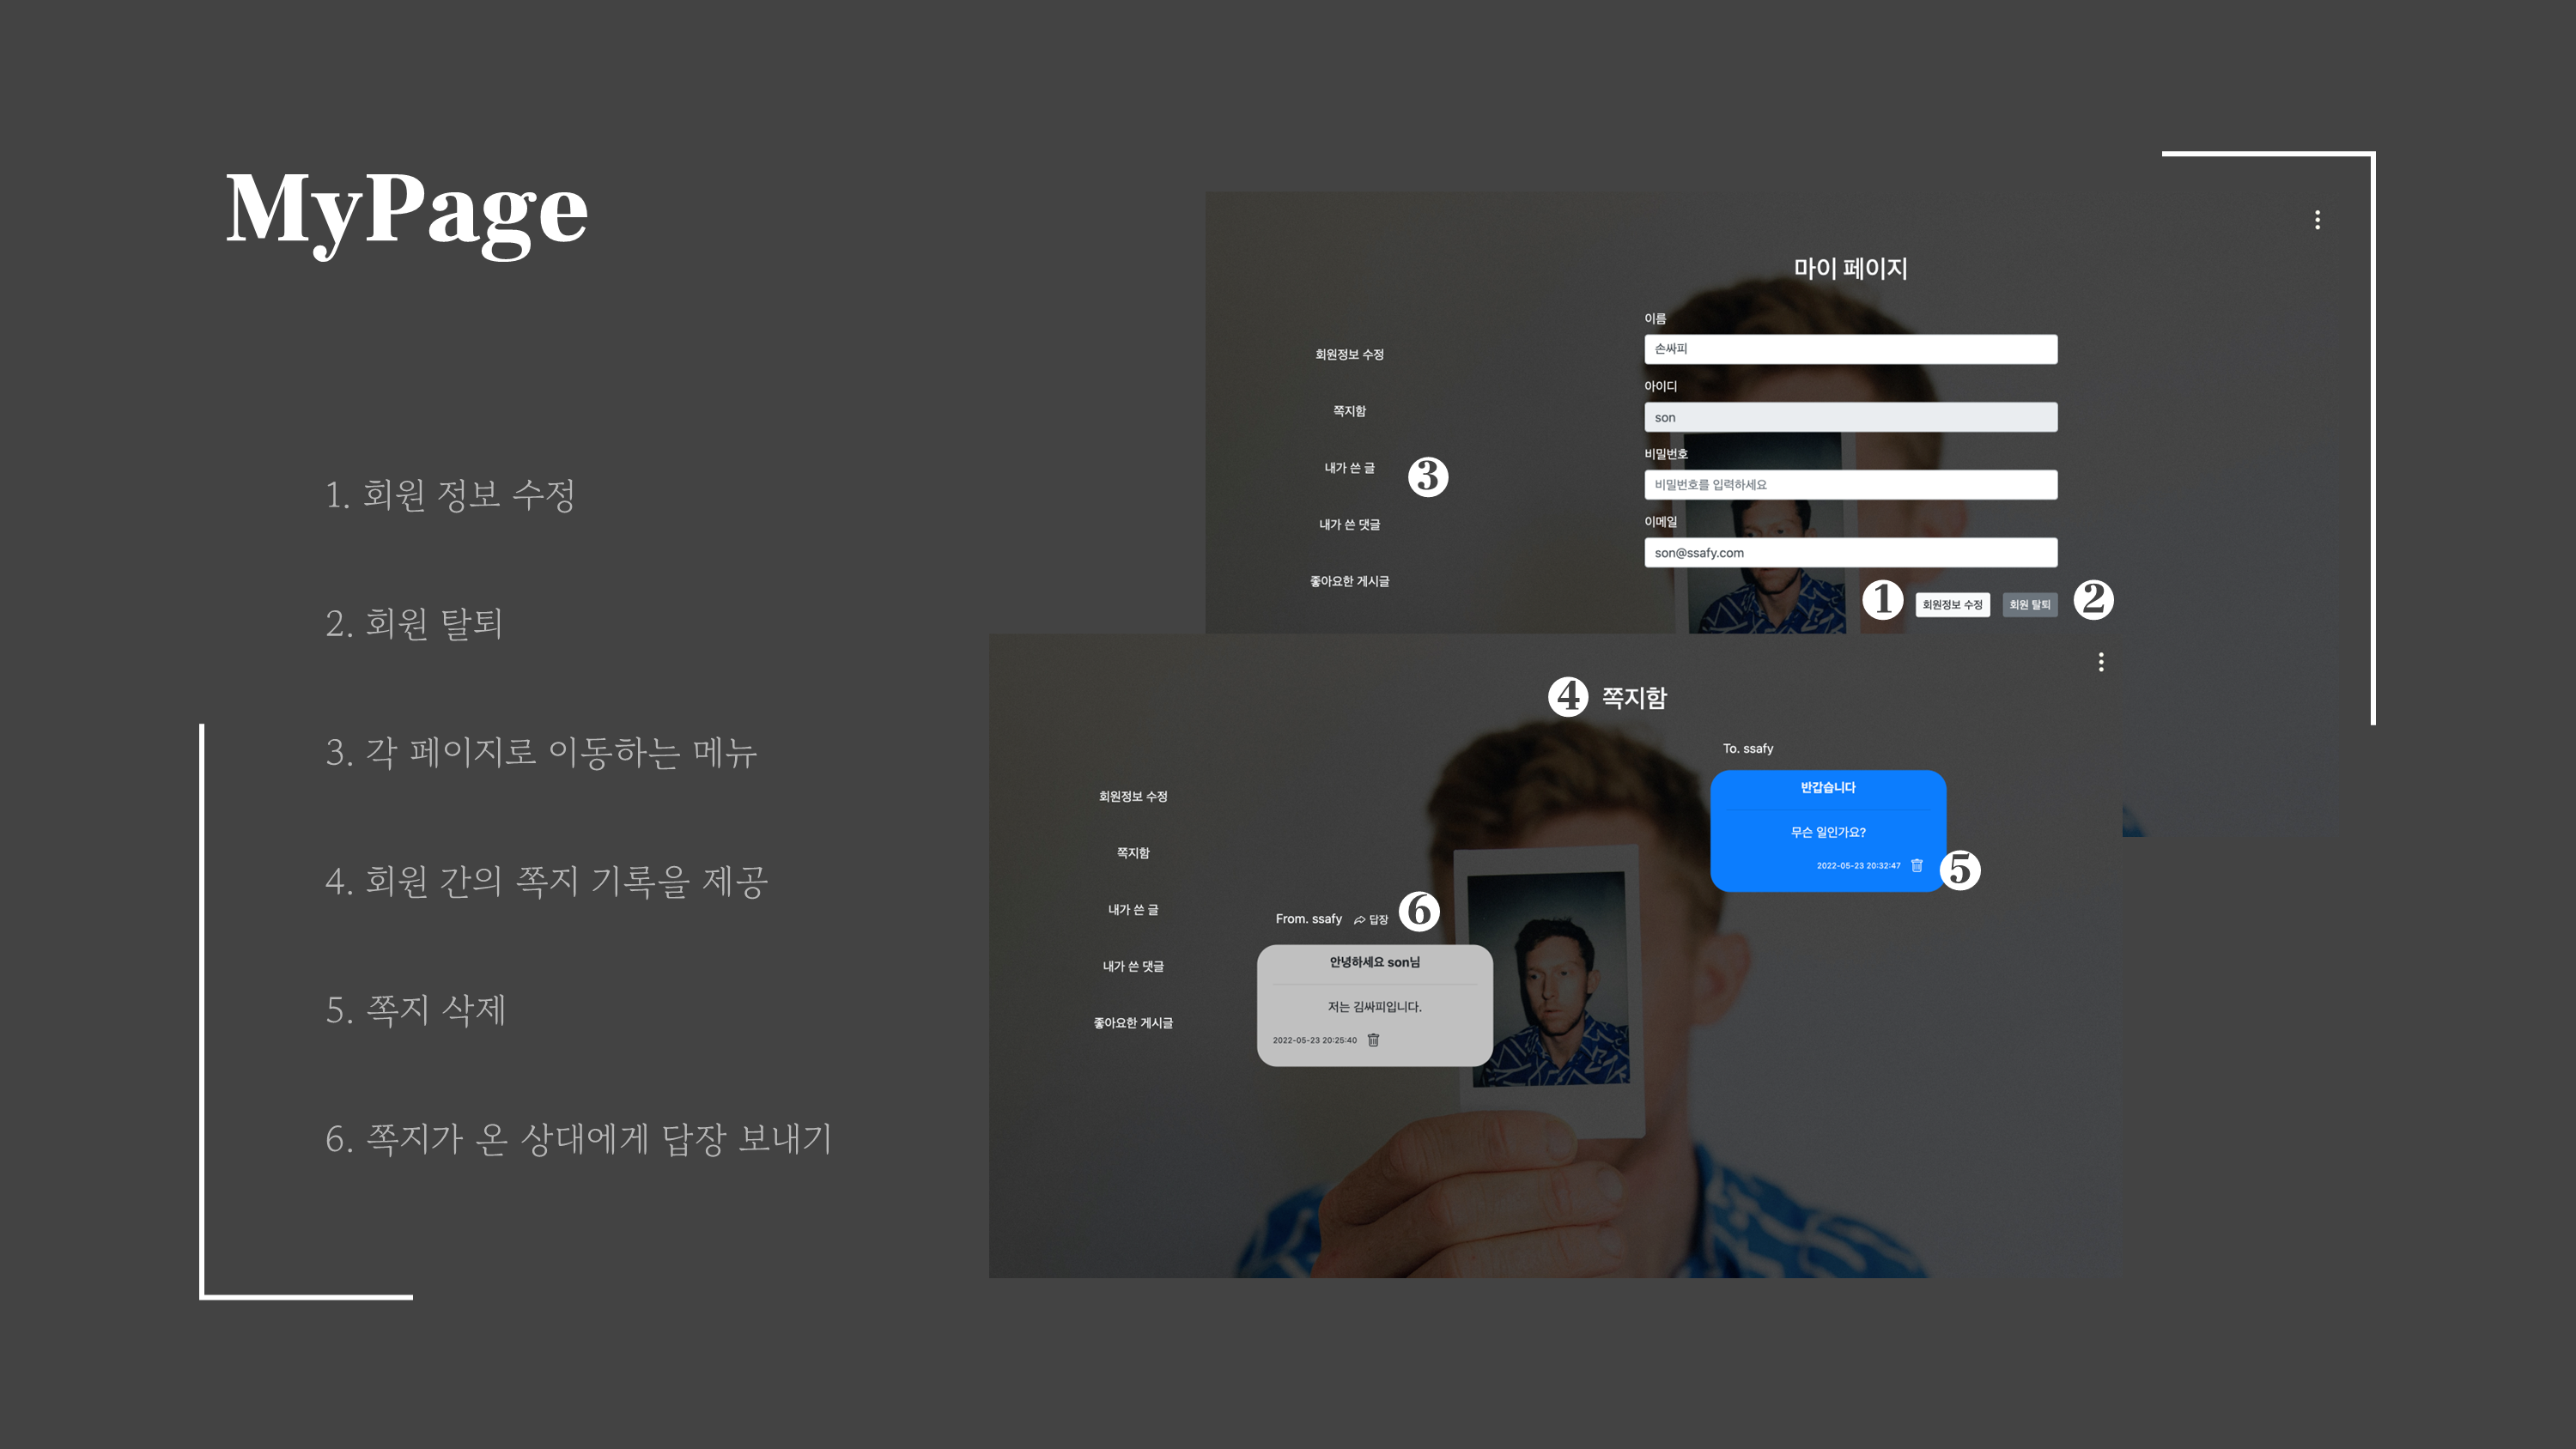 MyPage
1. 회원 정보 수정
2. 회원 탈퇴
3. 각 페이지로 이동하는 메뉴
4. 회원 간의 쪽지 기록을 제공
5. 쪽지 삭제
6. 쪽지가 온 상대에게 답장 보내기
마이 페이지
회원정보 수정
쪽지함
내가 쓴 글
3
내가 쓴 댓글
좋아요한 게시글
이름
손싸피
아이디
son
비밀번호
비밀번호를 입력하세요
이메일
son@ssafy.com
1 회원정보 수정 회원 탈퇴 2
4 쪽지함
회원정보 수정
쪽지함
내가 쓴 글
내가 쓴 댓글
좋아요한 게시글
To. ssafy
반갑습니다
무슨 일인가요?
2022-05-23 20:32:47
5
From. ssafy 답장 6
안녕하세요 son님
저는 김싸피입니다.
2022-05-23 20:25:40